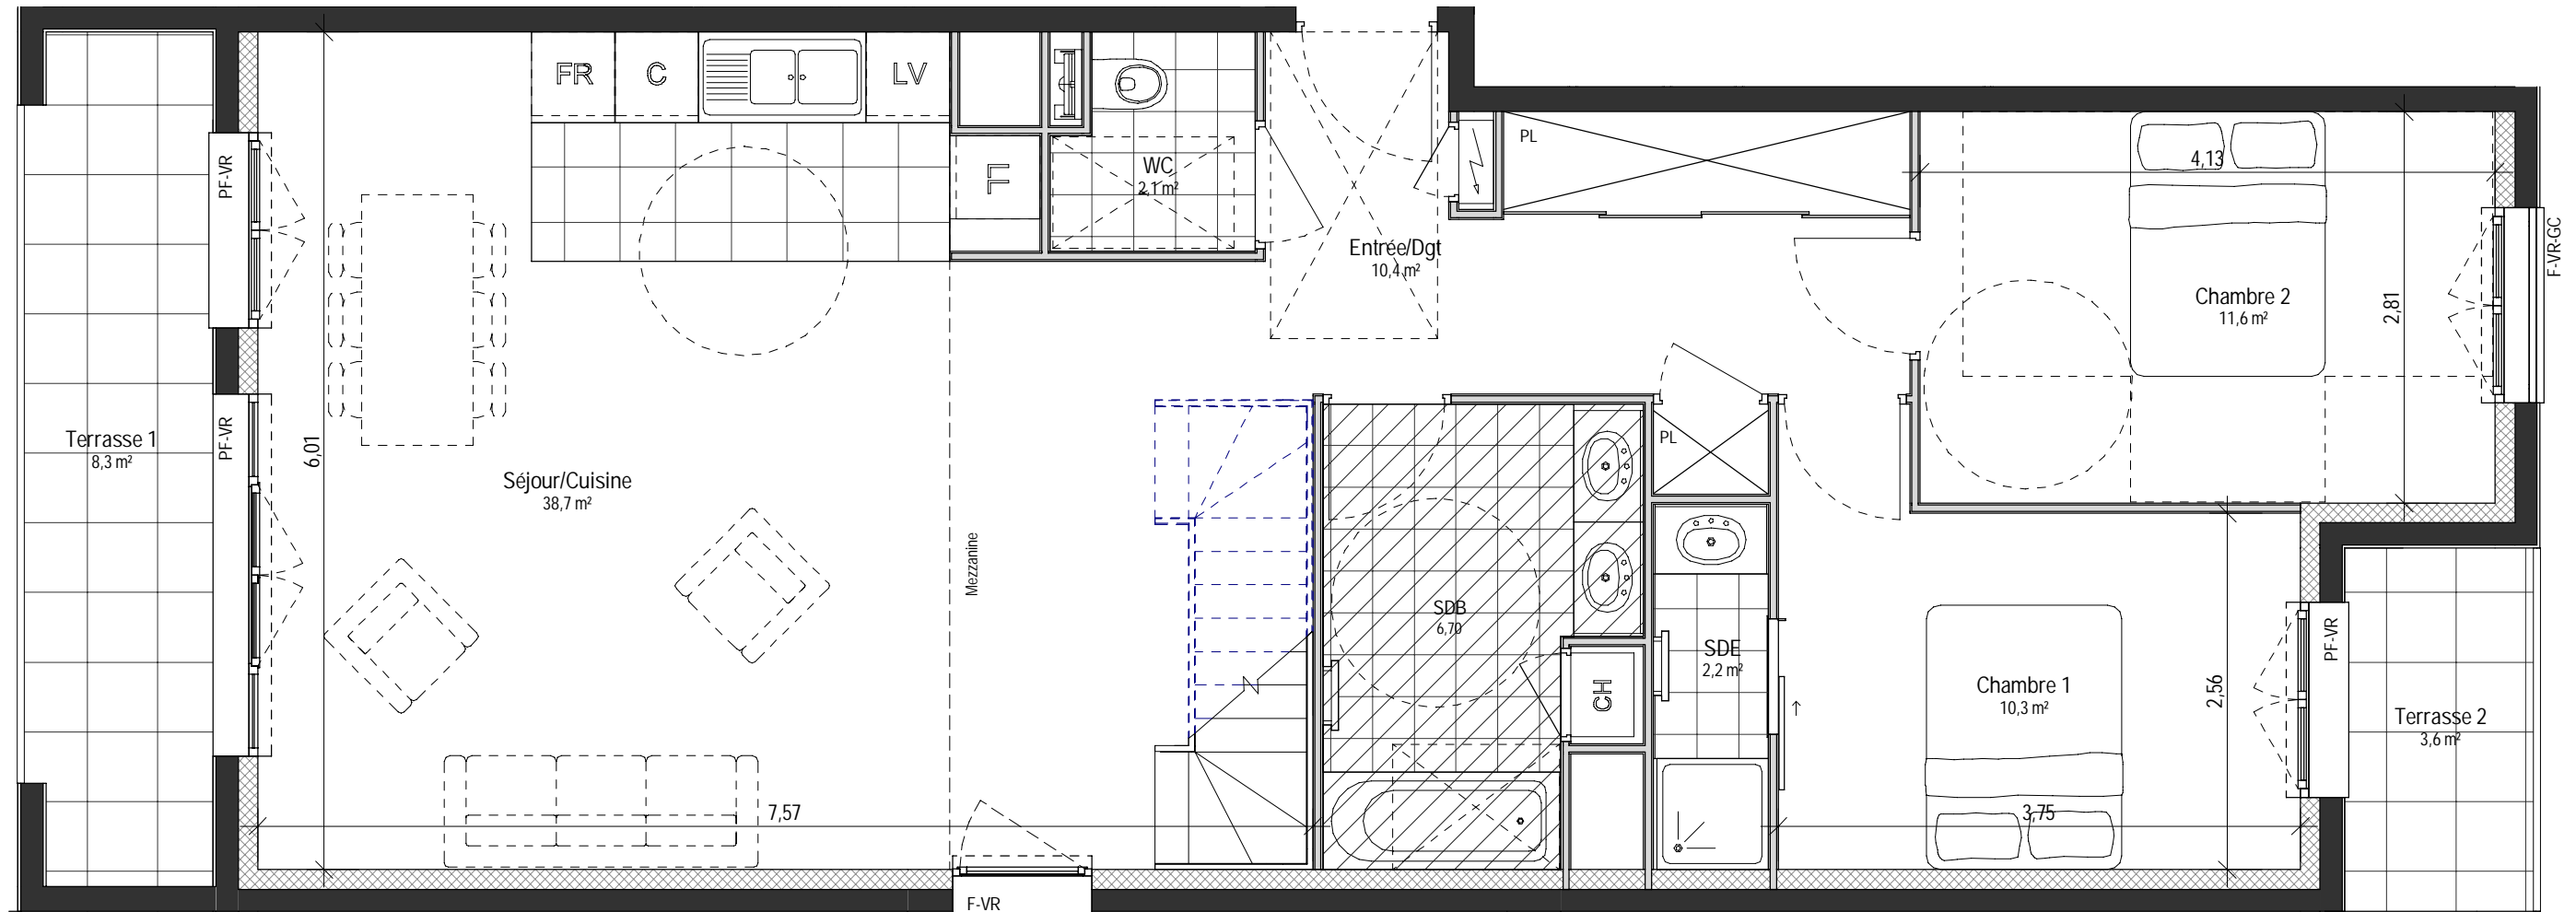 FR
C
LV
LL
WC
2,1 m²
PL
4,13
PF-VR
Entrée/Dgt
10,4 m²
Chambre 2
11,6 m²
2,81
F-VR-GC
Terrasse 1
8,3 m²
PF-VR
6,01
Séjour/Cuisine
38,7 m²
Mezzanine
PL
SDB
6,70
SDE
2,2 m²
CH
Chambre 1
10,3 m²
2,56
PF-VR
Terrasse 2
3,6 m²
7,57
3,75
F-VR